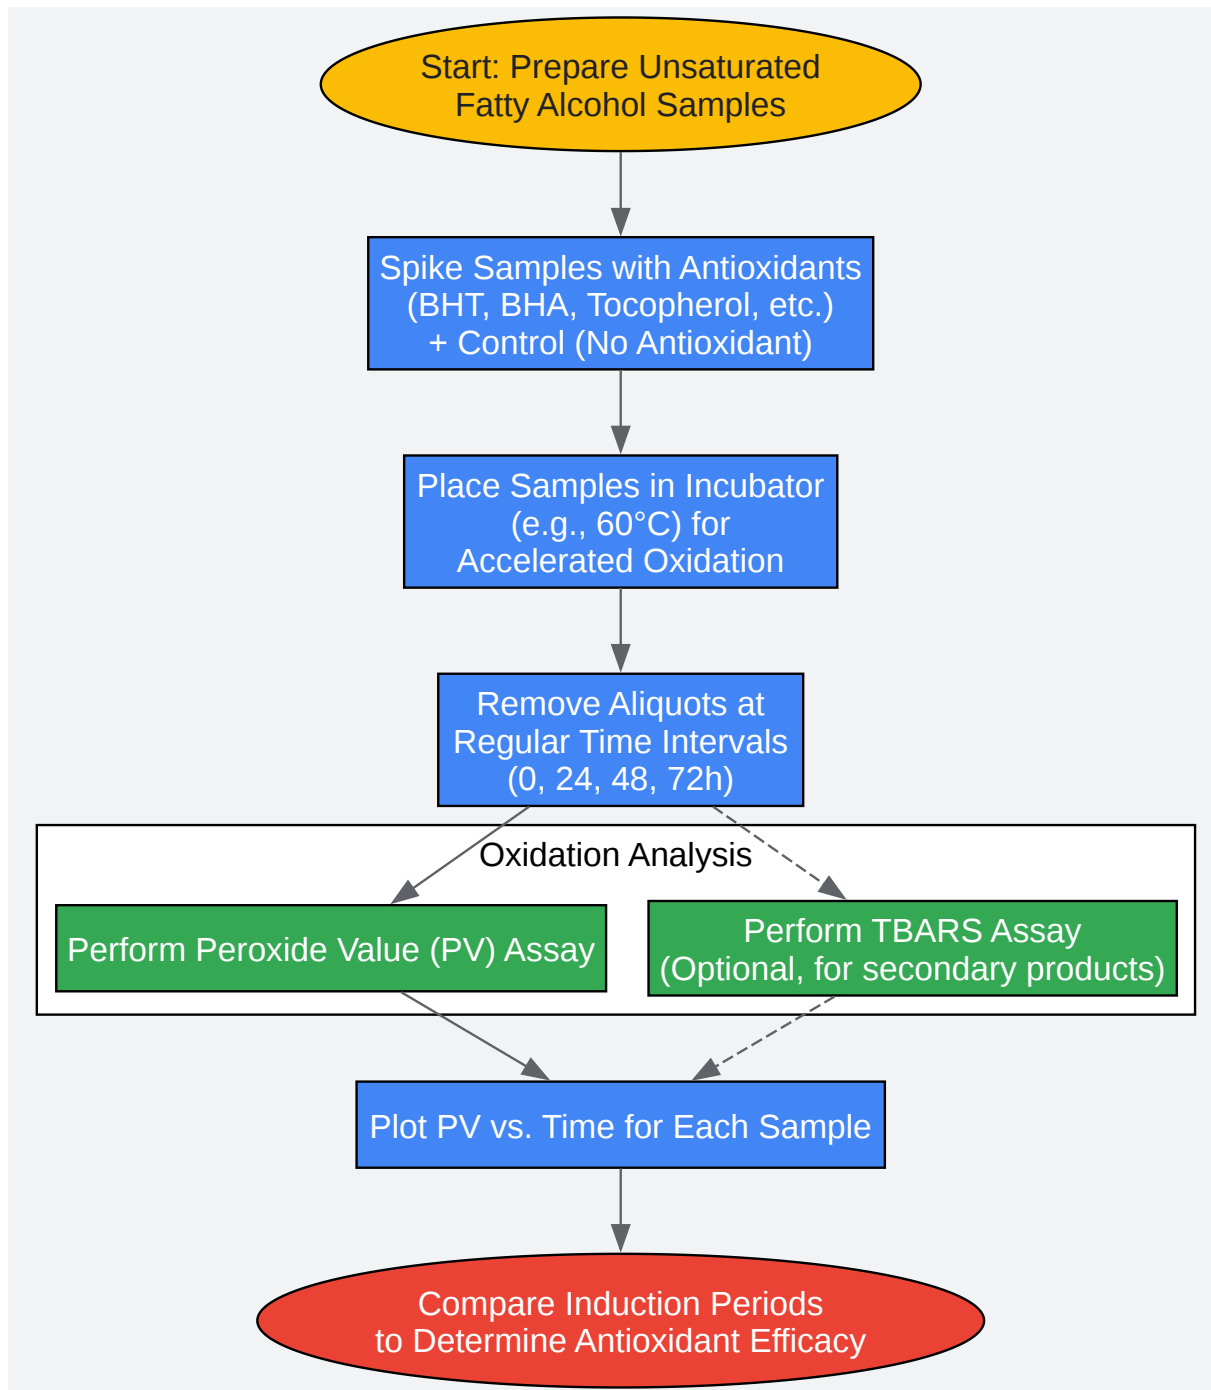 Start: Prepare Unsaturated
Fatty Alcohol Samples
Spike Samples with Antioxidants
(BHT, BHA, Tocopherol, etc.)
+ Control (No Antioxidant)
Place Samples in Incubator
(e.g., 60°C) for
Accelerated Oxidation
Remove Aliquots at
Regular Time Intervals
(0, 24, 48, 72h)
Oxidation Analysis
Perform Peroxide Value (PV) Assay
Perform TBARS Assay
(Optional, for secondary products)
Plot PV vs. Time for Each Sample
Compare Induction Periods
to Determine Antioxidant Efficacy